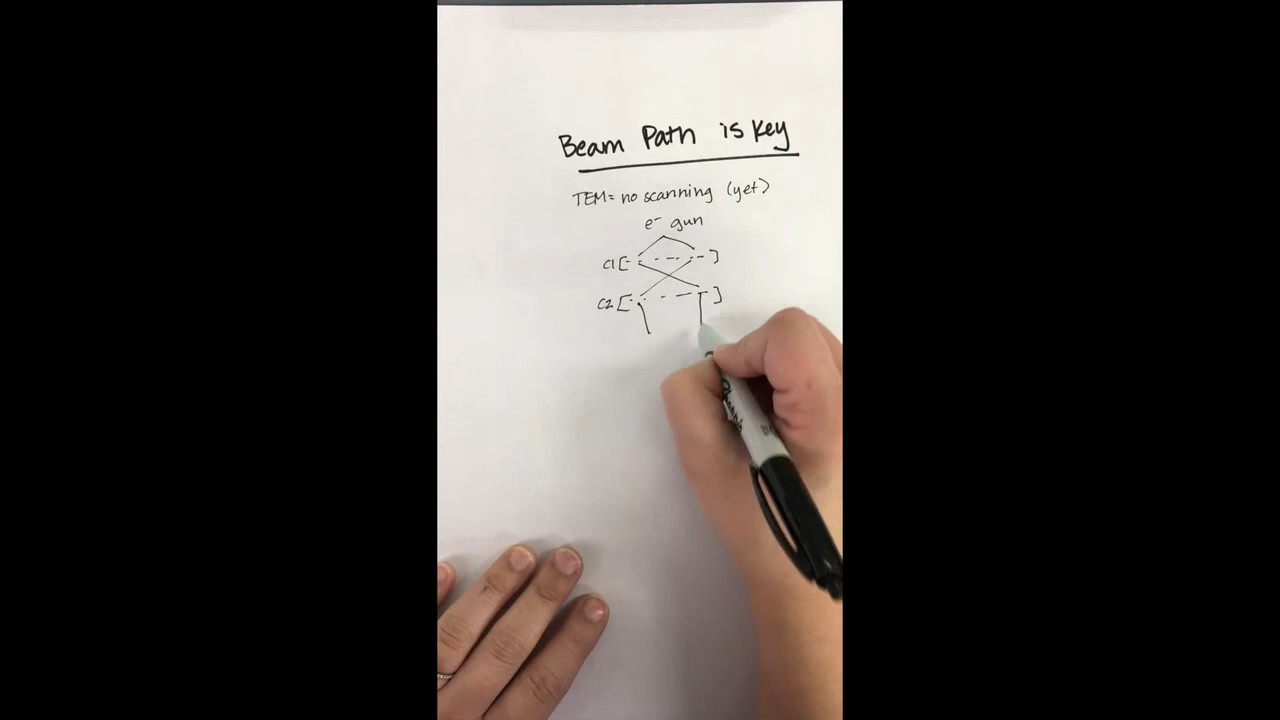 Beam Path is key
TEM= no scanning (yet)
e⁻ gun
C1
C2